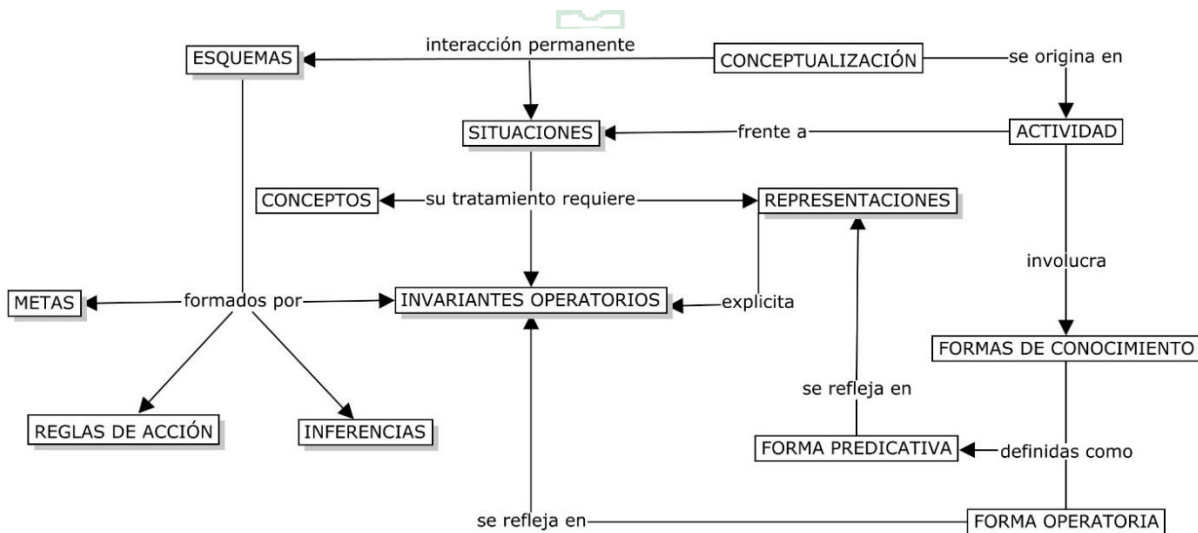 interacción permanente
ESQUEMAS
CONCEPTUALIZACIÓN
se origina en
SITUACIONES
frente a
ACTIVIDAD
CONCEPTOS
su tratamiento requiere
REPRESENTACIONES
involucra
METAS
formados por
INVARIANTES OPERATORIOS
explicita
FORMAS DE CONOCIMIENTO
se refleja en
REGLAS DE ACCIÓN
INFERENCIAS
FORMA PREDICATIVA
definidas como
se refleja en
FORMA OPERATORIA